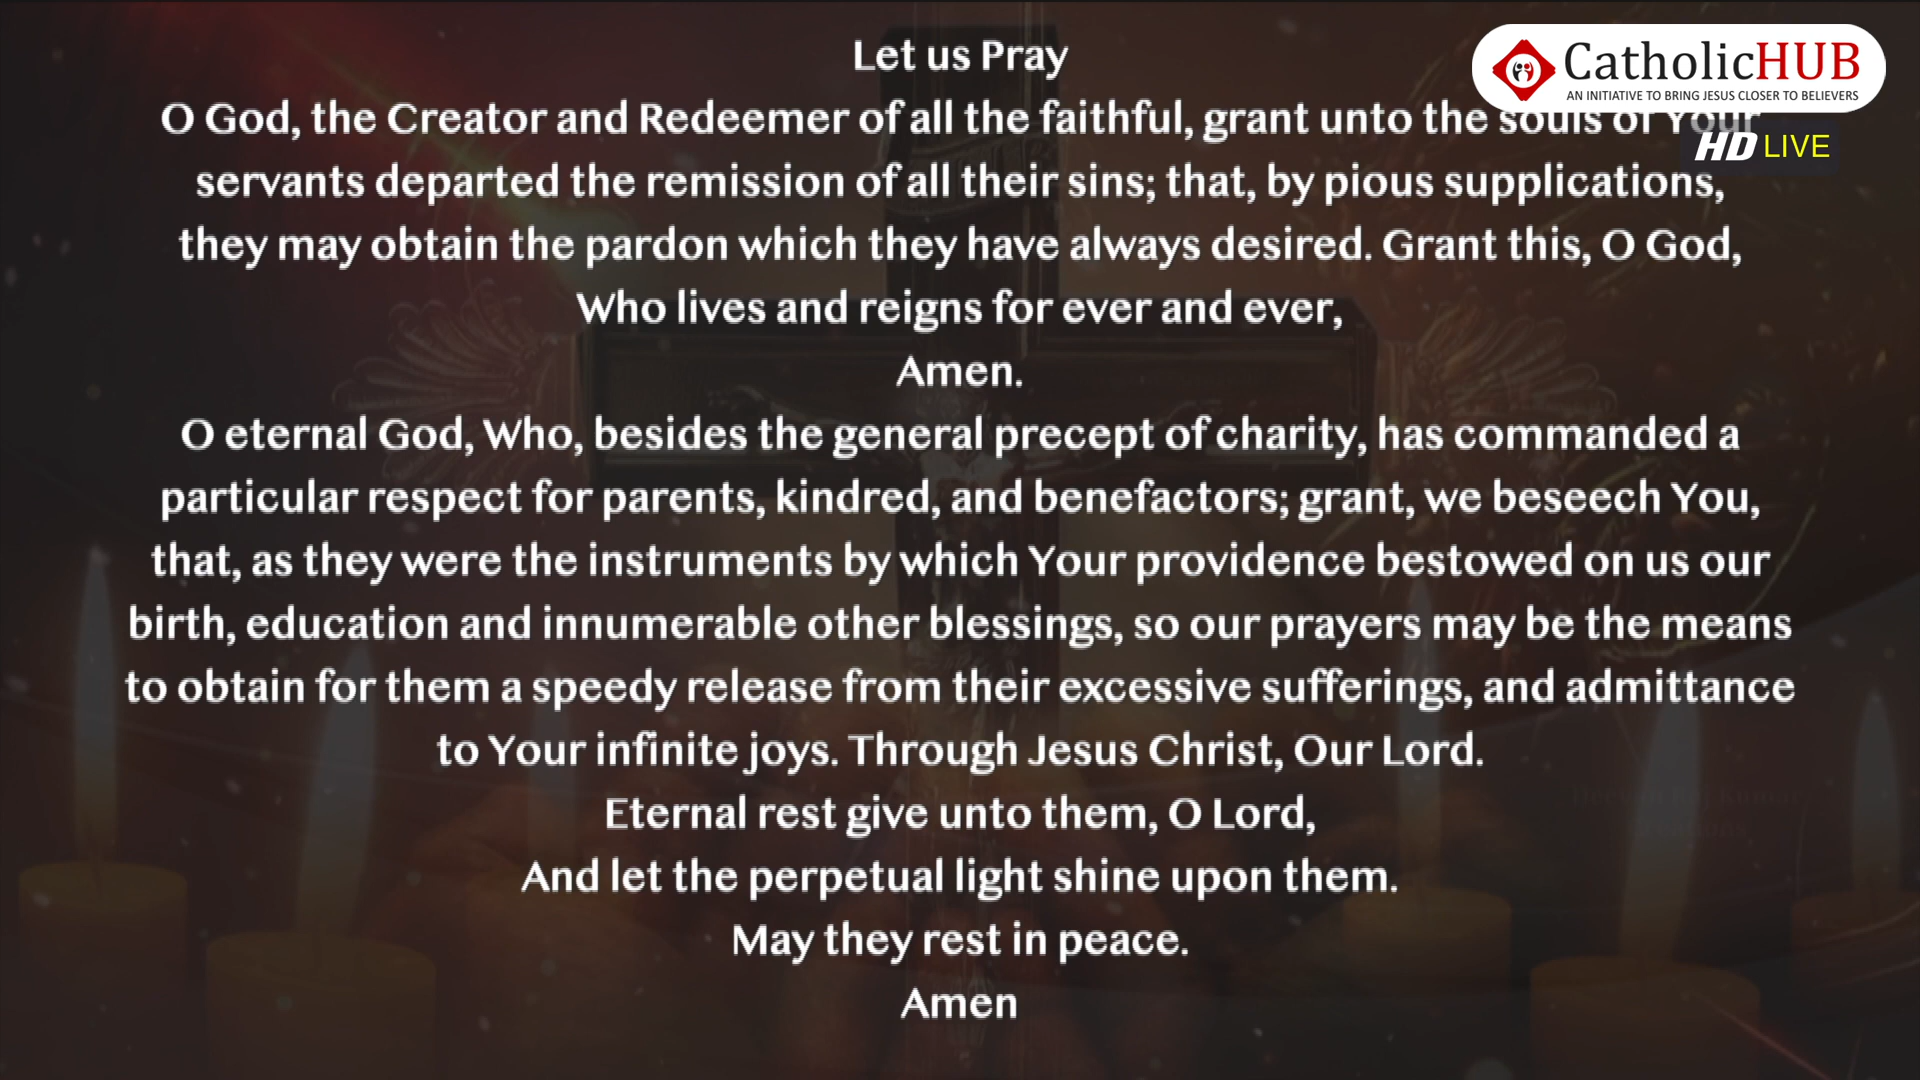 Let us Pray
O God, the Creator and Redeemer of all the faithful, grant unto the souls of Your
servants departed the remission of all their sins; that, by pious supplications,
they may obtain the pardon which they have always desired. Grant this, O God,
Who lives and reigns for ever and ever,
Amen.
O eternal God, Who, besides the general precept of charity, has commanded a
particular respect for parents, kindred, and benefactors; grant, we beseech You,
that, as they were the instruments by which Your providence bestowed on us our
birth, education and innumerable other blessings, so our prayers may be the means
to obtain for them a speedy release from their excessive sufferings, and admittance
to Your infinite joys. Through Jesus Christ, Our Lord.
Eternal rest give unto them, O Lord,
And let the perpetual light shine upon them.
May they rest in peace.
Amen
CatholicHUB
AN INITIATIVE TO BRING JESUS CLOSER TO BELIEVERS
HD LIVE